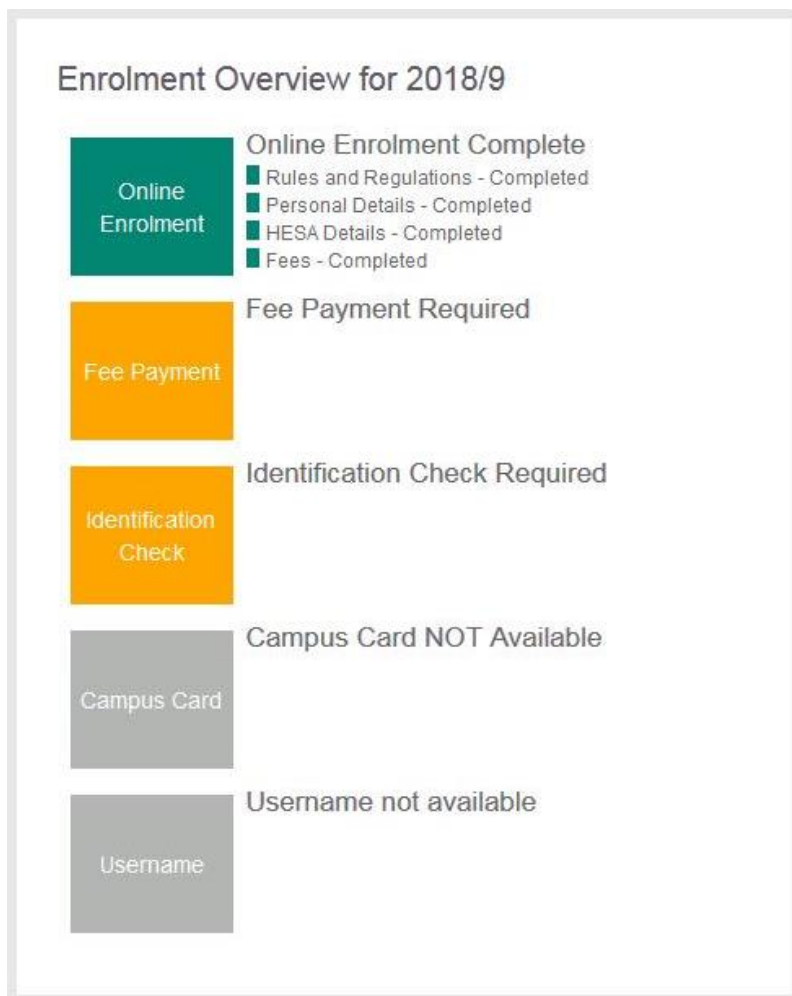 Enrolment Overview for 2018/9
Online
Enrolment
Online Enrolment Complete
Rules and Regulations - Completed
Personal Details - Completed
HESA Details - Completed
Fees - Completed
Fee Payment
Fee Payment Required
Identification
Check
Identification Check Required
Campus Card
Campus Card NOT Available
Username
Username not available